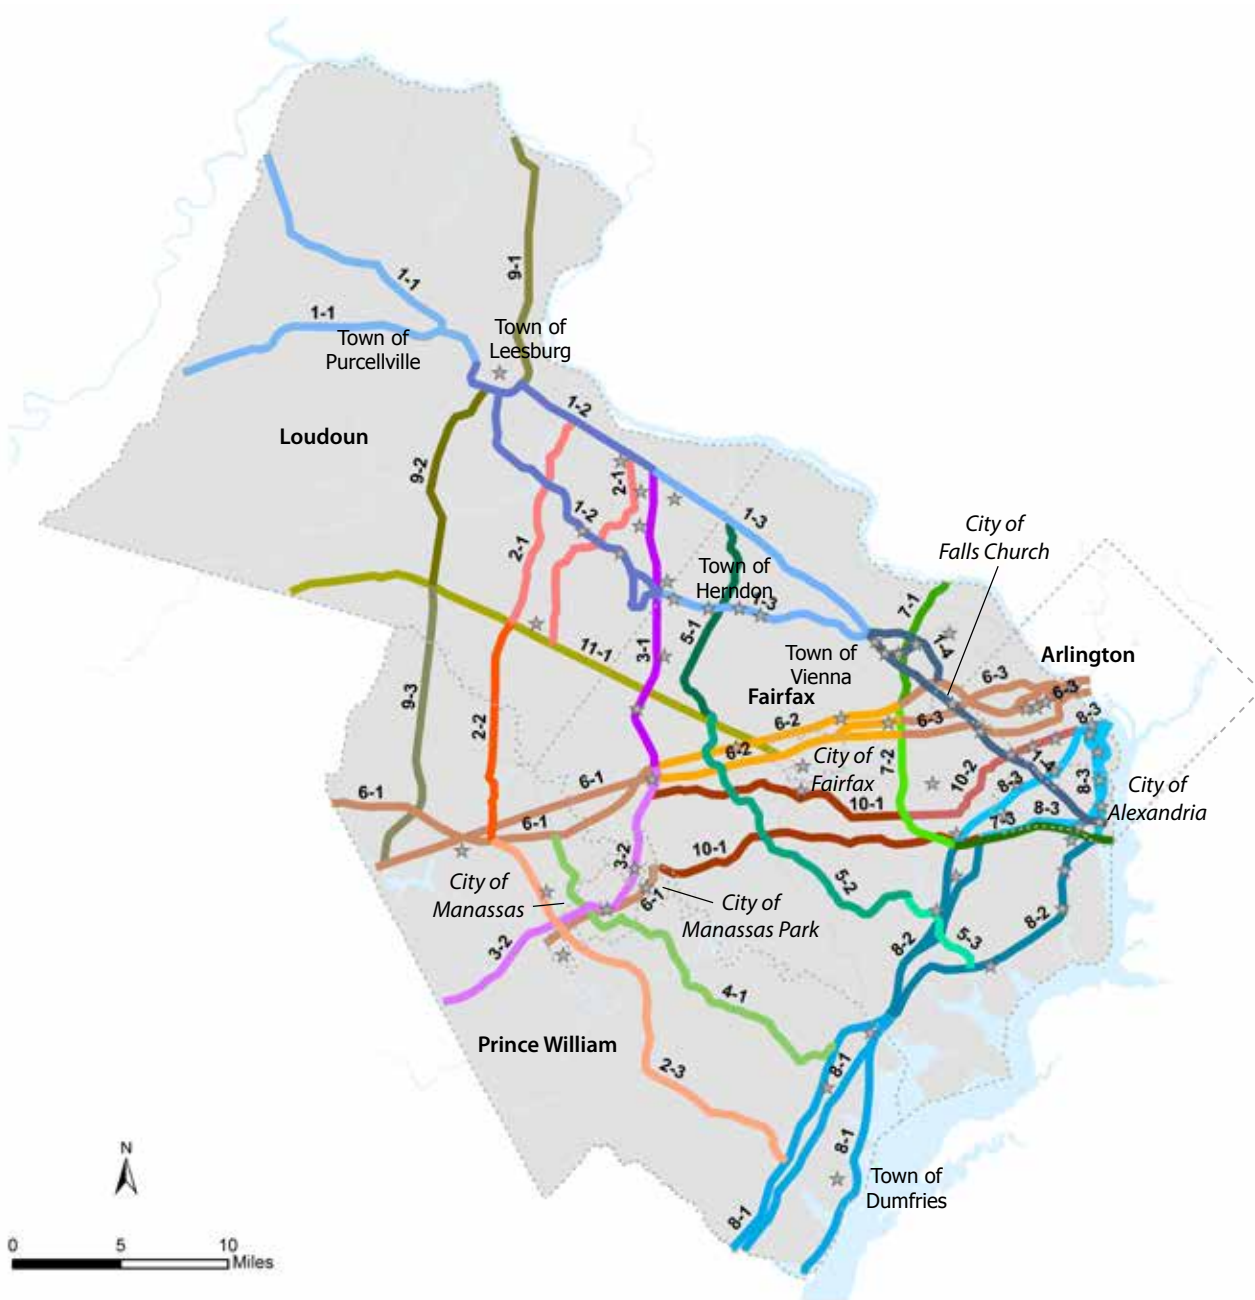 9-1
1-1
1-1
Town of
Purcellville
Town of
Leesburg
1-2
Loudoun
9-2
2-1
1-2
2-1
1-3
City of
Falls Church
Town of
Herndon
1-3
7-1
1-4
5-1
3-1
11-1
Town of
Vienna
Arlington
6-3
6-3
Fairfax
9-3
2-2
6-2
6-3
8-3
6-2
City of
Fairfax
7-2
10-2
1-4
8-3
8-3
City of
Alexandria
6-1
6-1
10-1
7-3
8-3
6-1
3-2
10-1
City of
Manassas
6-1
City of
Manassas Park
5-2
8-2
5-3
8-2
3-2
4-1
Prince William
2-3
8-1
8-1
Town of
Dumfries
8-1
N
0 5 10
Miles